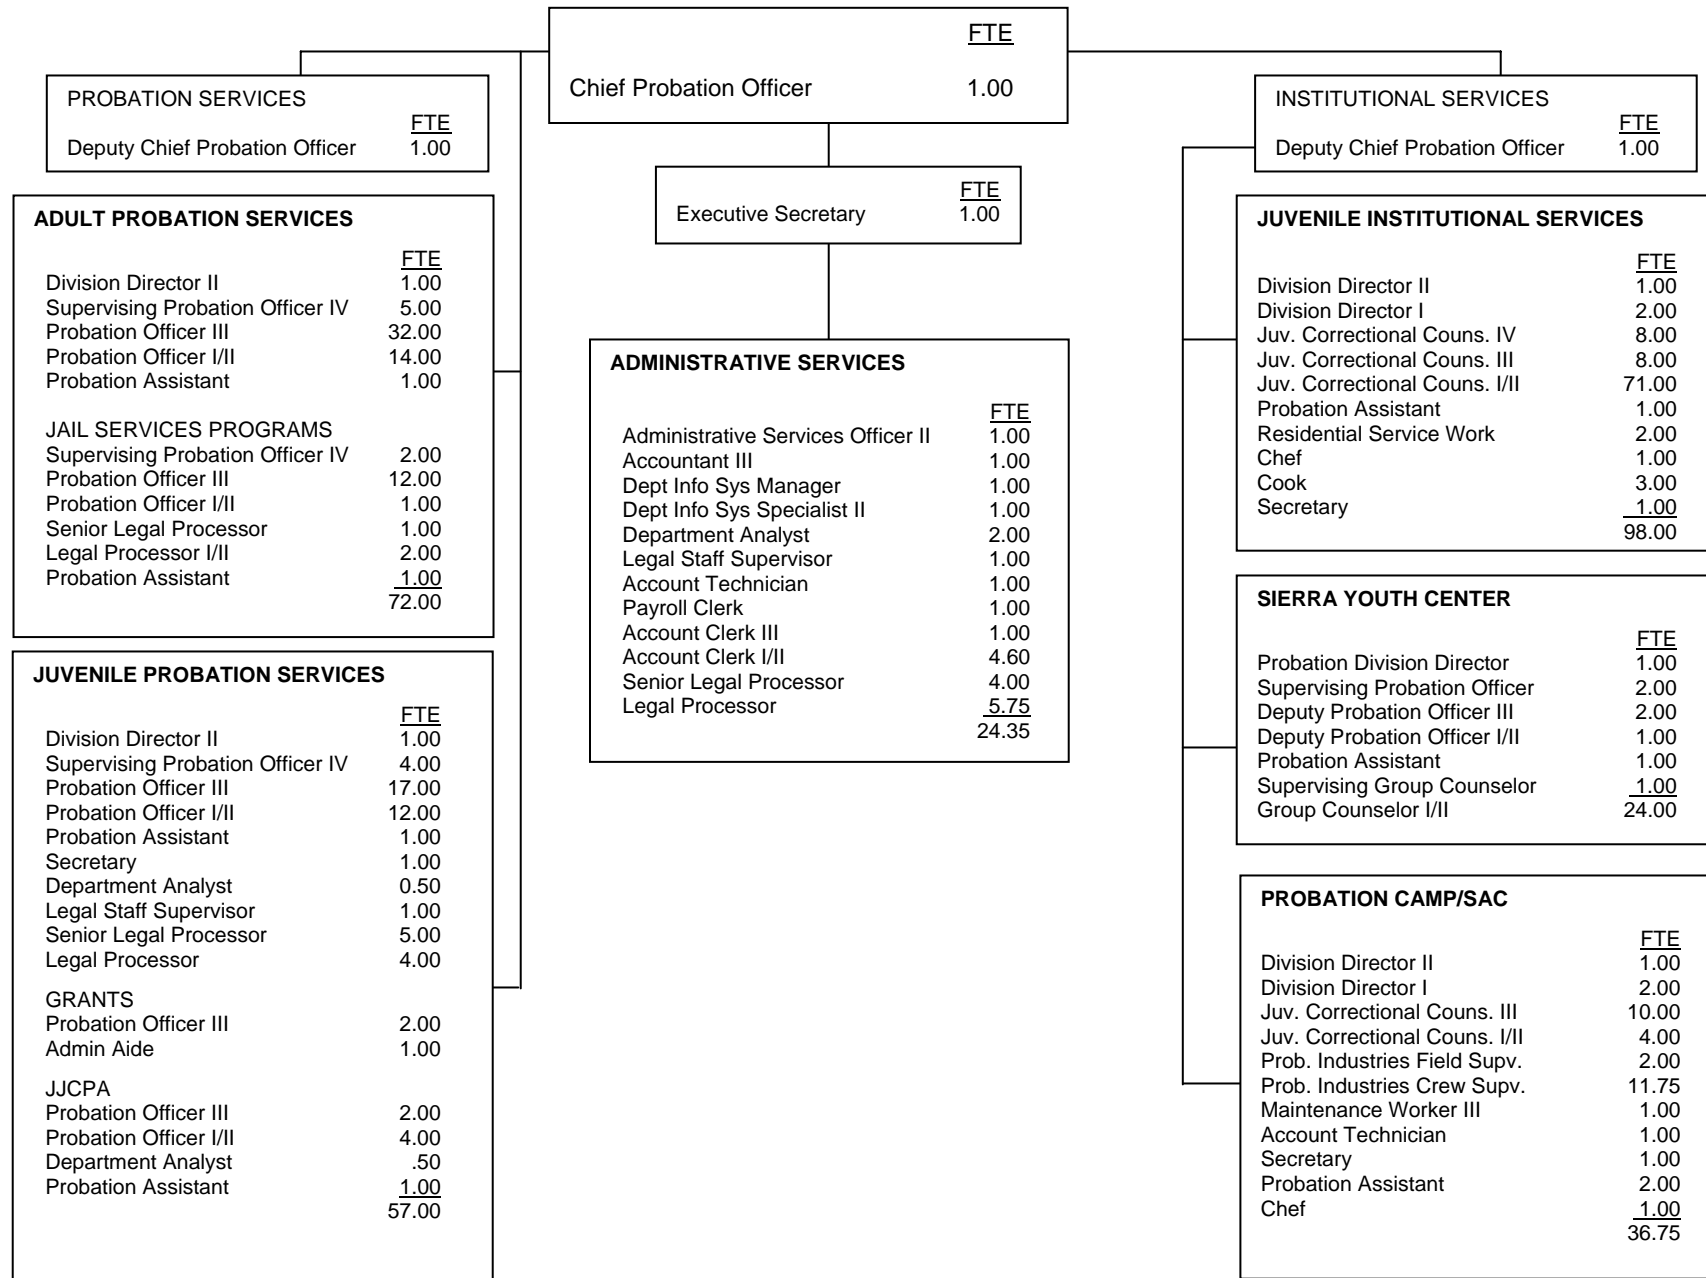 FTE
Chief Probation Officer 1.00
PROBATION SERVICES
FTE
Deputy Chief Probation Officer 1.00
INSTITUTIONAL SERVICES
FTE
Deputy Chief Probation Officer 1.00
FTE
Executive Secretary 1.00
ADULT PROBATION SERVICES
FTE
Division Director II 1.00
Supervising Probation Officer IV 5.00
Probation Officer III 32.00
Probation Officer I/II 14.00
Probation Assistant 1.00
JAIL SERVICES PROGRAMS
Supervising Probation Officer IV 2.00
Probation Officer III 12.00
Probation Officer I/II 1.00
Senior Legal Processor 1.00
Legal Processor I/II 2.00
Probation Assistant 1.00
72.00
JUVENILE PROBATION SERVICES
FTE
Division Director II 1.00
Supervising Probation Officer IV 4.00
Probation Officer III 17.00
Probation Officer I/II 12.00
Probation Assistant 1.00
Secretary 1.00
Department Analyst 0.50
Legal Staff Supervisor 1.00
Senior Legal Processor 5.00
Legal Processor 4.00
GRANTS
Probation Officer III 2.00
Admin Aide 1.00
JJCPA
Probation Officer III 2.00
Probation Officer I/II 4.00
Department Analyst .50
Probation Assistant 1.00
57.00
ADMINISTRATIVE SERVICES
FTE
Administrative Services Officer II 1.00
Accountant III 1.00
Dept Info Sys Manager 1.00
Dept Info Sys Specialist II 1.00
Department Analyst 2.00
Legal Staff Supervisor 1.00
Account Technician 1.00
Payroll Clerk 1.00
Account Clerk III 1.00
Account Clerk I/II 4.60
Senior Legal Processor 4.00
Legal Processor 5.75
24.35
JUVENILE INSTITUTIONAL SERVICES
FTE
Division Director II 1.00
Division Director I 2.00
Juv. Correctional Couns. IV 8.00
Juv. Correctional Couns. III 8.00
Juv. Correctional Couns. I/II 71.00
Probation Assistant 1.00
Residential Service Work 2.00
Chef 1.00
Cook 3.00
Secretary 1.00
98.00
SIERRA YOUTH CENTER
FTE
Probation Division Director 1.00
Supervising Probation Officer 2.00
Deputy Probation Officer III 2.00
Deputy Probation Officer I/II 1.00
Probation Assistant 1.00
Supervising Group Counselor 1.00
Group Counselor I/II 24.00
PROBATION CAMP/SAC
FTE
Division Director II 1.00
Division Director I 2.00
Juv. Correctional Couns. III 10.00
Juv. Correctional Couns. I/II 4.00
Prob. Industries Field Supv. 2.00
Prob. Industries Crew Supv. 11.75
Maintenance Worker III 1.00
Account Technician 1.00
Secretary 1.00
Probation Assistant 2.00
Chef 1.00
36.75